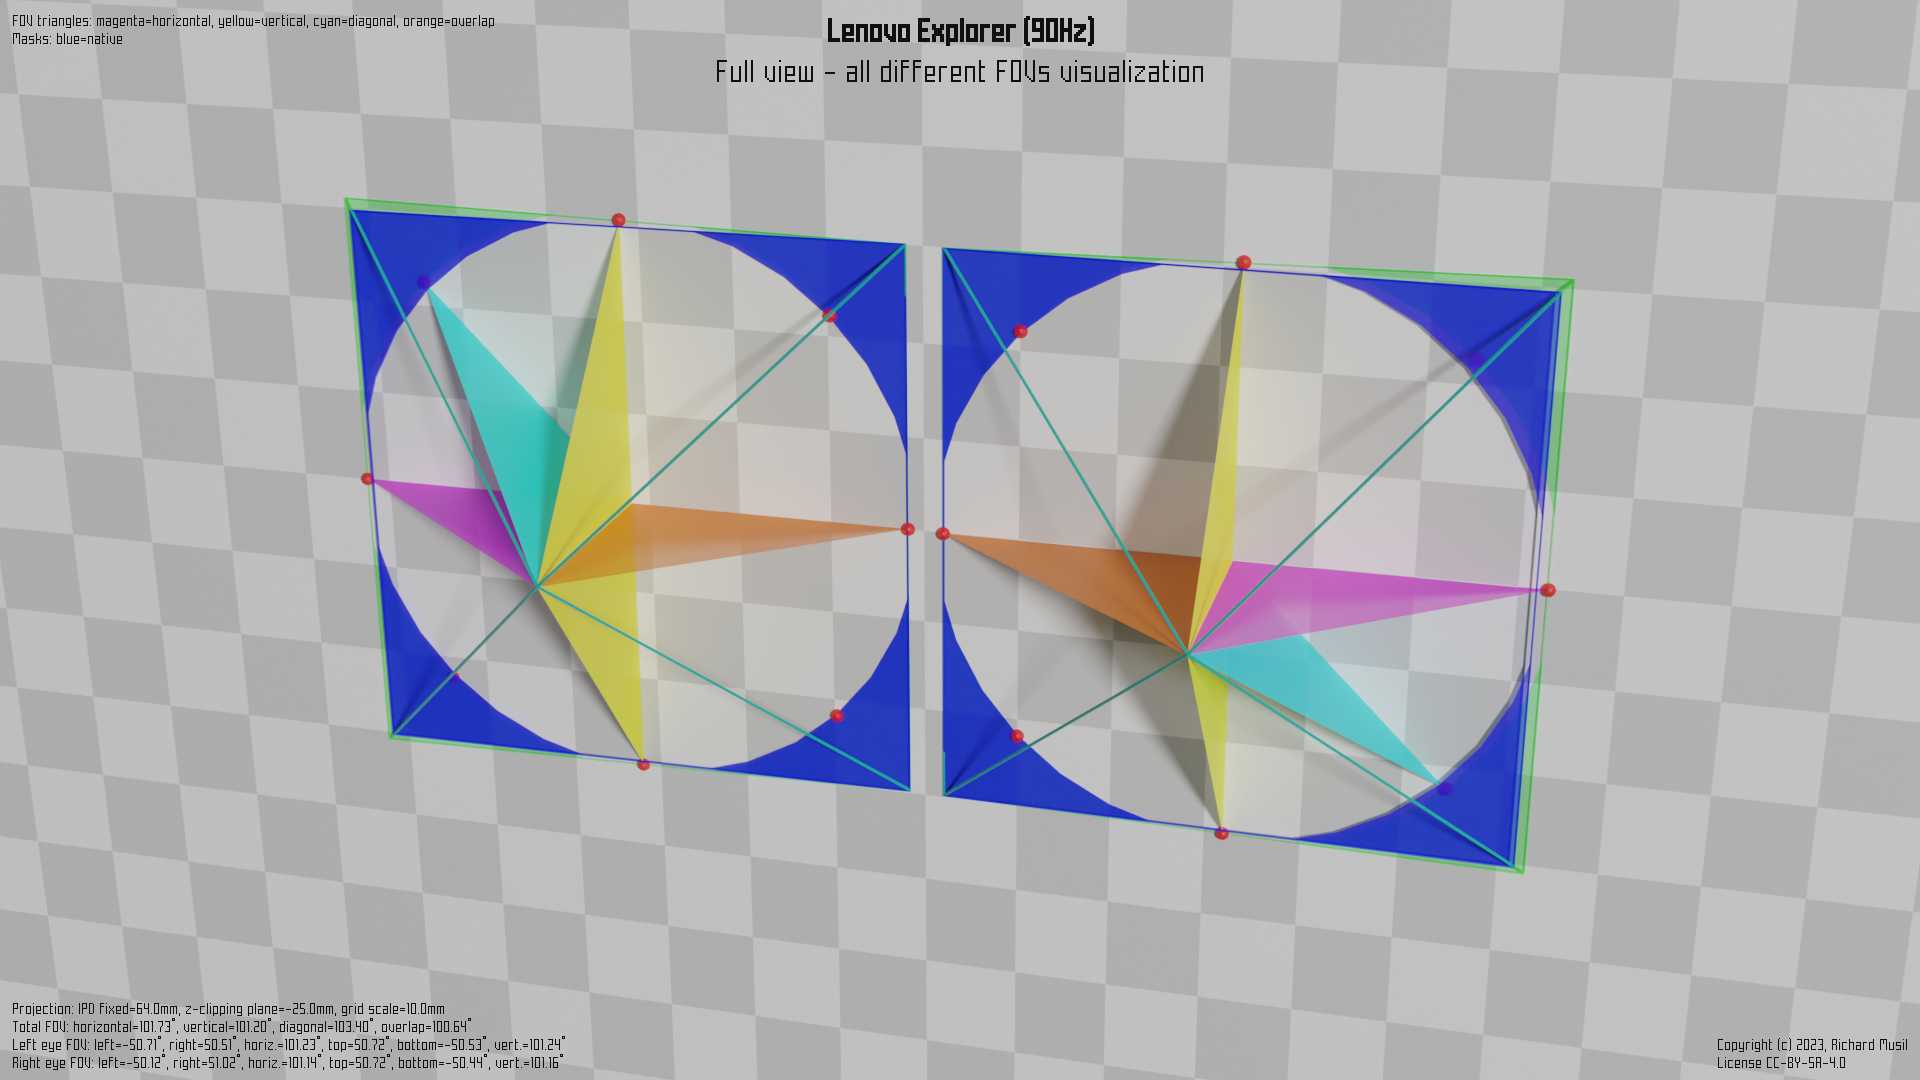 FOV triangles: magenta=horizontal, yellow=vertical, cyan=diagonal, orange=overlap
Masks: blue=native
Lenovo Explorer (90Hz)
Full view - all different FOVs visualization
Projection: IPD fixed=64.0mm, z-clipping plane=-25.0mm, grid scale=10.0mm
Total FOV: horizontal=101.73°, vertical=101.20°, diagonal=103.40°, overlap=100.64°
Left eye FOV: left=-50.71°, right=50.51°, horiz.=101.23°, top=50.72°, bottom=-50.53°, vert.=101.24°
Right eye FOV: left=-50.12°, right=51.02°, horiz.=101.14°, top=50.72°, bottom=-50.44°, vert.=101.16°
Copyright (c) 2023, Richard Musil
License CC-BY-SA-4.0